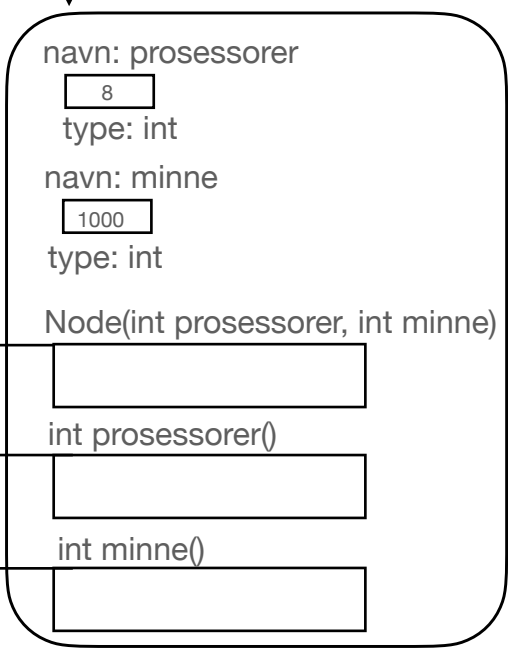 navn: prosessorer
8
type: int
navn: minne
1000
type: int
Node(int prosessorer, int minne)
int prosessorer()
int minne()